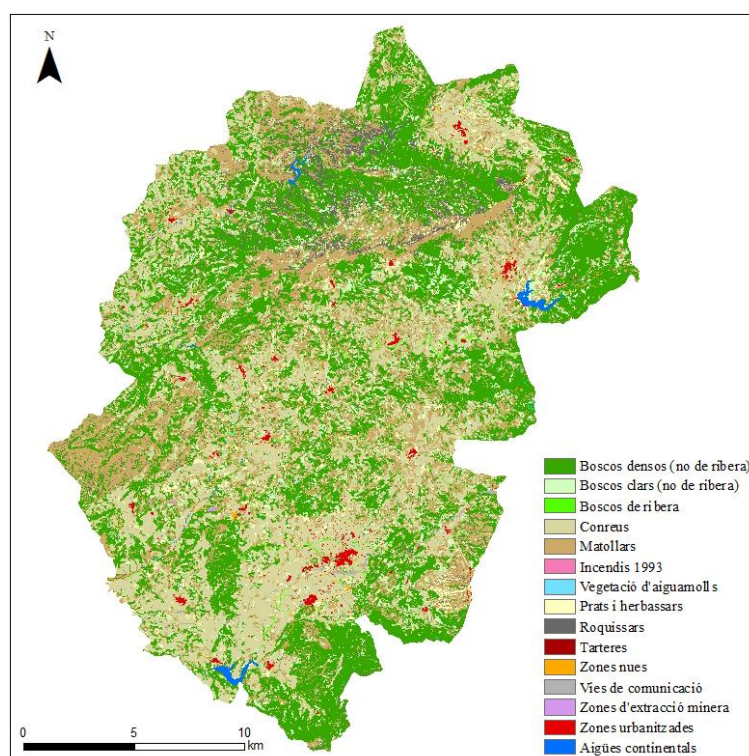 N
Boscos densos (no de ribera)
Boscos clars (no de ribera)
Boscos de ribera
Conreus
Matollars
Incendis 1993
Vegetació d'aiguamolls
Prats i herbassars
Roquissars
Tarteres
Zones nues
Vies de comunicació
Zones d'extracció minera
Zones urbanitzades
Aigües continentals
0 5 10
km